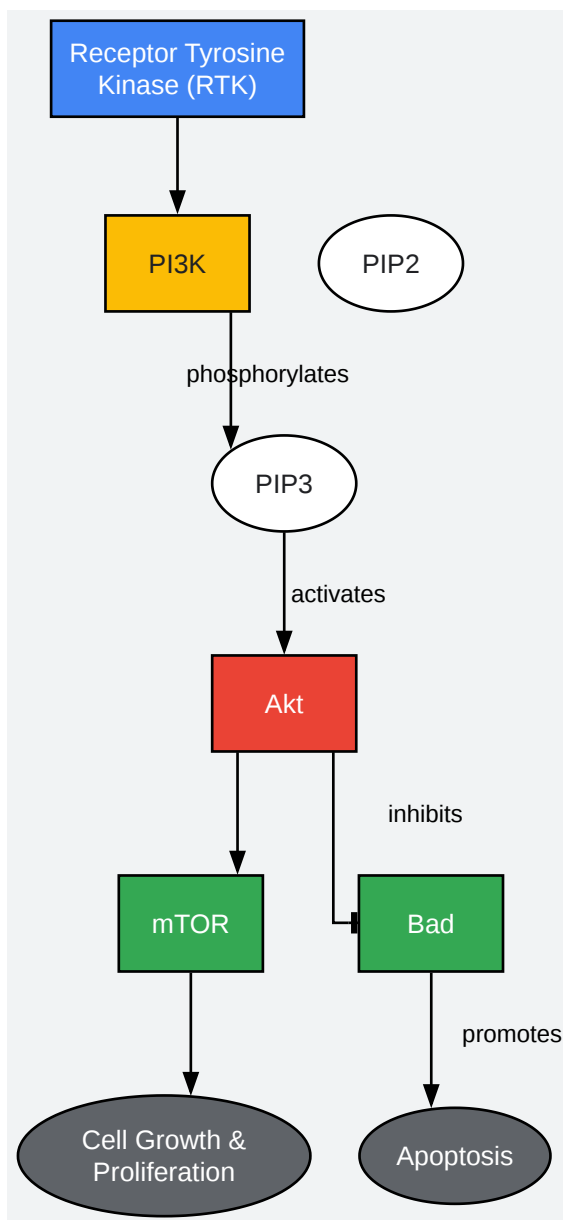 Receptor Tyrosine
Kinase (RTK)
PI3K
PIP2
phosphorylates
PIP3
activates
Akt
inhibits
mTOR
Bad
promotes
Cell Growth &
Proliferation
Apoptosis